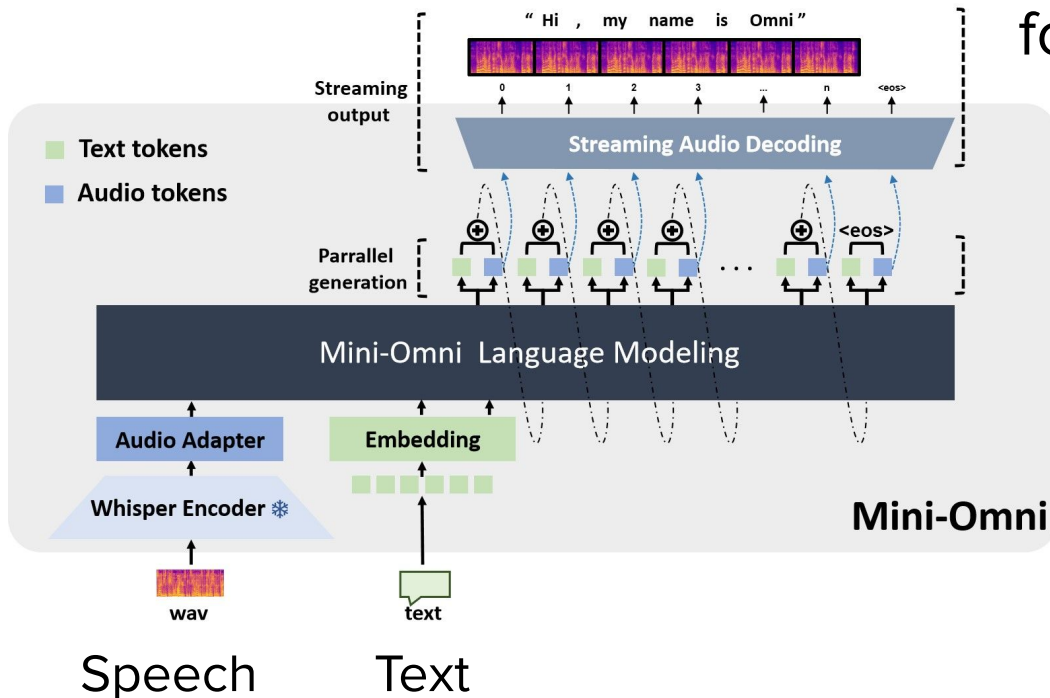 “ Hi , my name is Omni ”
fo
0 1 2 3 ... n <eos>
Streaming
output
Streaming Audio Decoding
Text tokens
Audio tokens
<eos>
Parrallel
generation
. . .
Mini-Omni Language Modeling
Audio Adapter
Embedding
Whisper Encoder
Mini-Omni
wav
text
Speech
Text